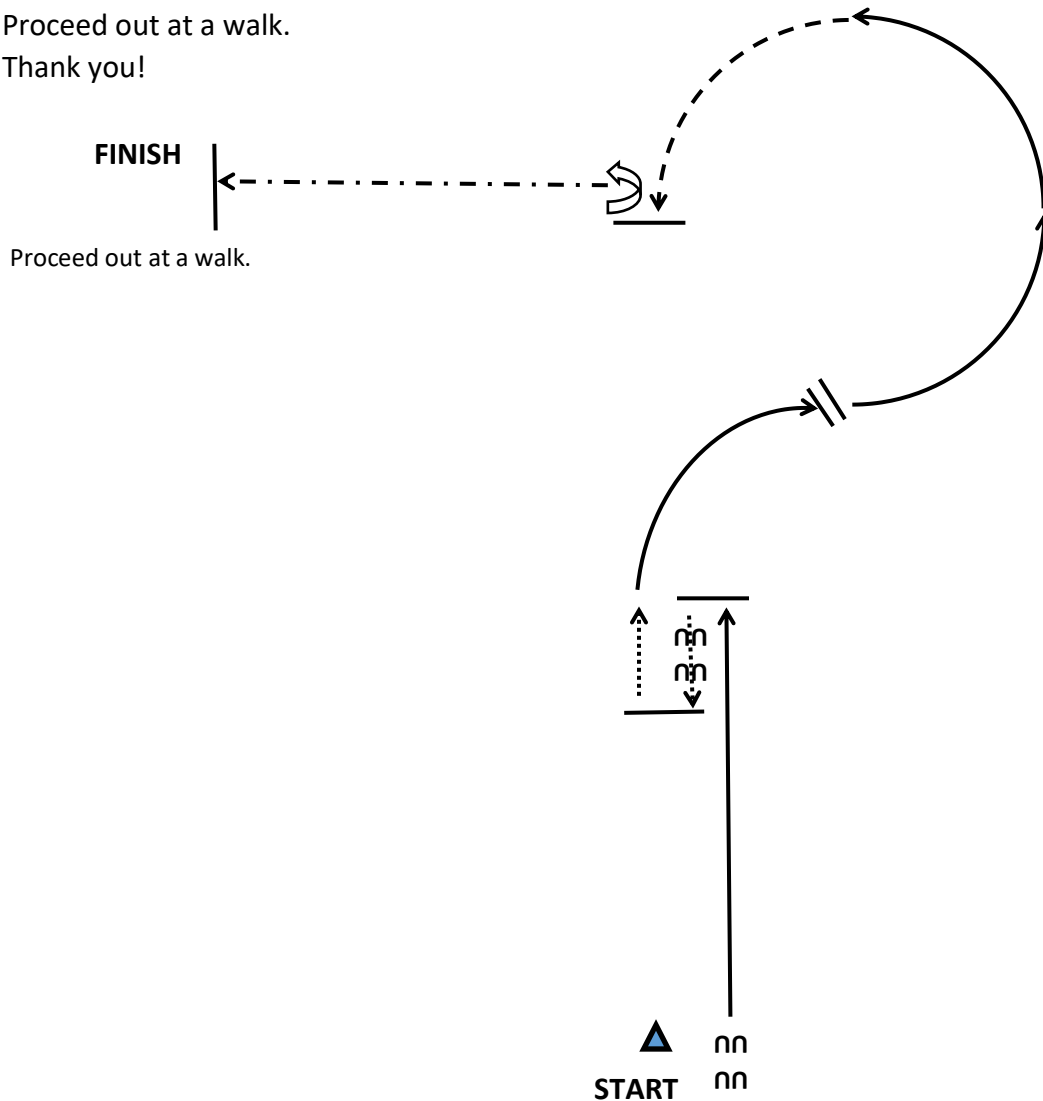 Proceed out at a walk.
Thank you!
FINISH
Proceed out at a walk.
∩∩
∩∩
∩∩
START
∩∩